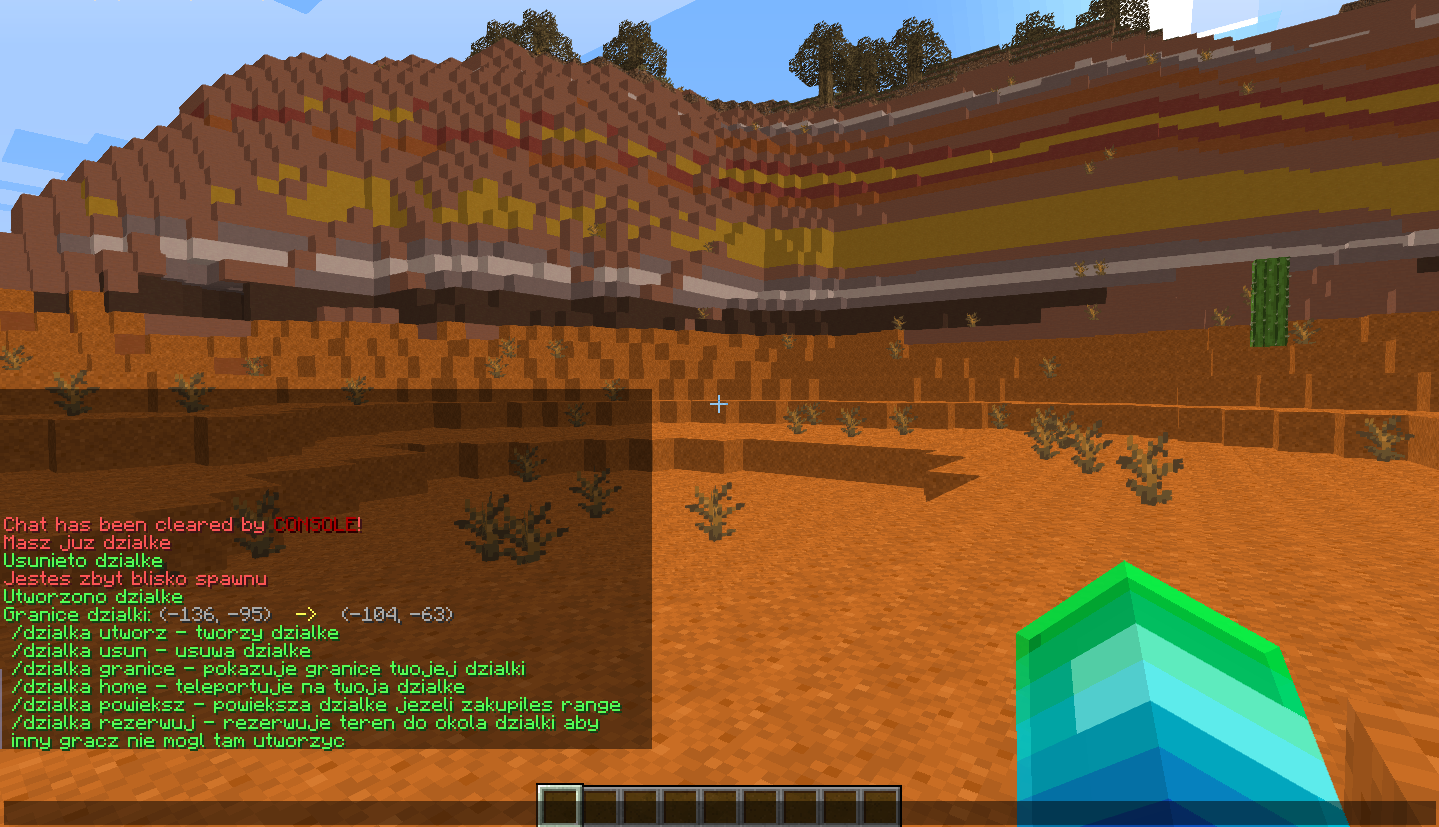 Chat has been cleared by CONSOLE!
Masz juz dzialke
Usunieto dzialke
Jestes zbyt blisko spawnu
Utworzono dzialke
Granice dzialki: (-136, -95) -> (-104, -63)
/dzialka utworz - tworzy dzialke
/dzialka usun - usuwa dzialke
/dzialka granice - pokazuje granice twojej dzialki
/dzialka home - teleportuje na twoja dzialke
/dzialka powieksz - powieksza dzialke jezeli zakupiles range
/dzialka rezerwuj - rezerwuje teren do okola dzialki aby
inny gracz nie mogl tam utworzyc